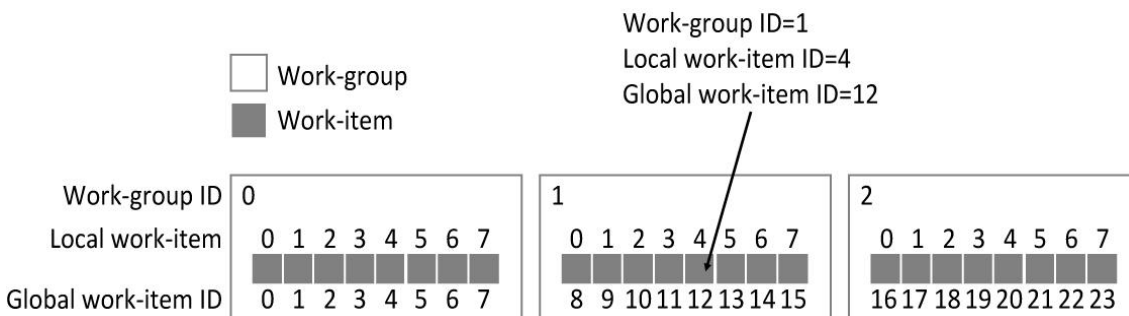 Work-group ID=1
Local work-item ID=4
Global work-item ID=12
Work-group
Work-item
Work-group ID 0 1 2
Local work-item 0 1 2 3 4 5 6 7 0 1 2 3 4 5 6 7 0 1 2 3 4 5 6 7
Global work-item ID 0 1 2 3 4 5 6 7 8 9 10 11 12 13 14 15 16 17 18 19 20 21 22 23